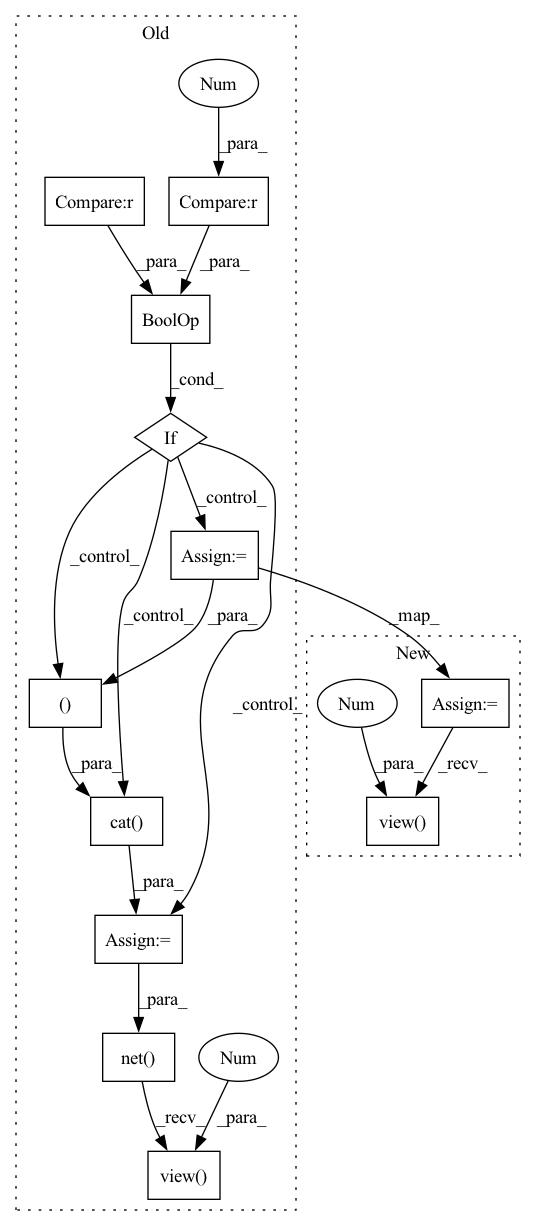 Old
Num
_para_
Compare:r
Compare:r
_para_
_para_
BoolOp
_cond_
If
_control_
Assign:=
_control_
_control_
_para_
_map_
New
_control_
()
Num
Assign:=
_para_
_para_
_recv_
cat()
view()
_para_
Assign:=
_para_
net()
Num
_recv_
_para_
view()